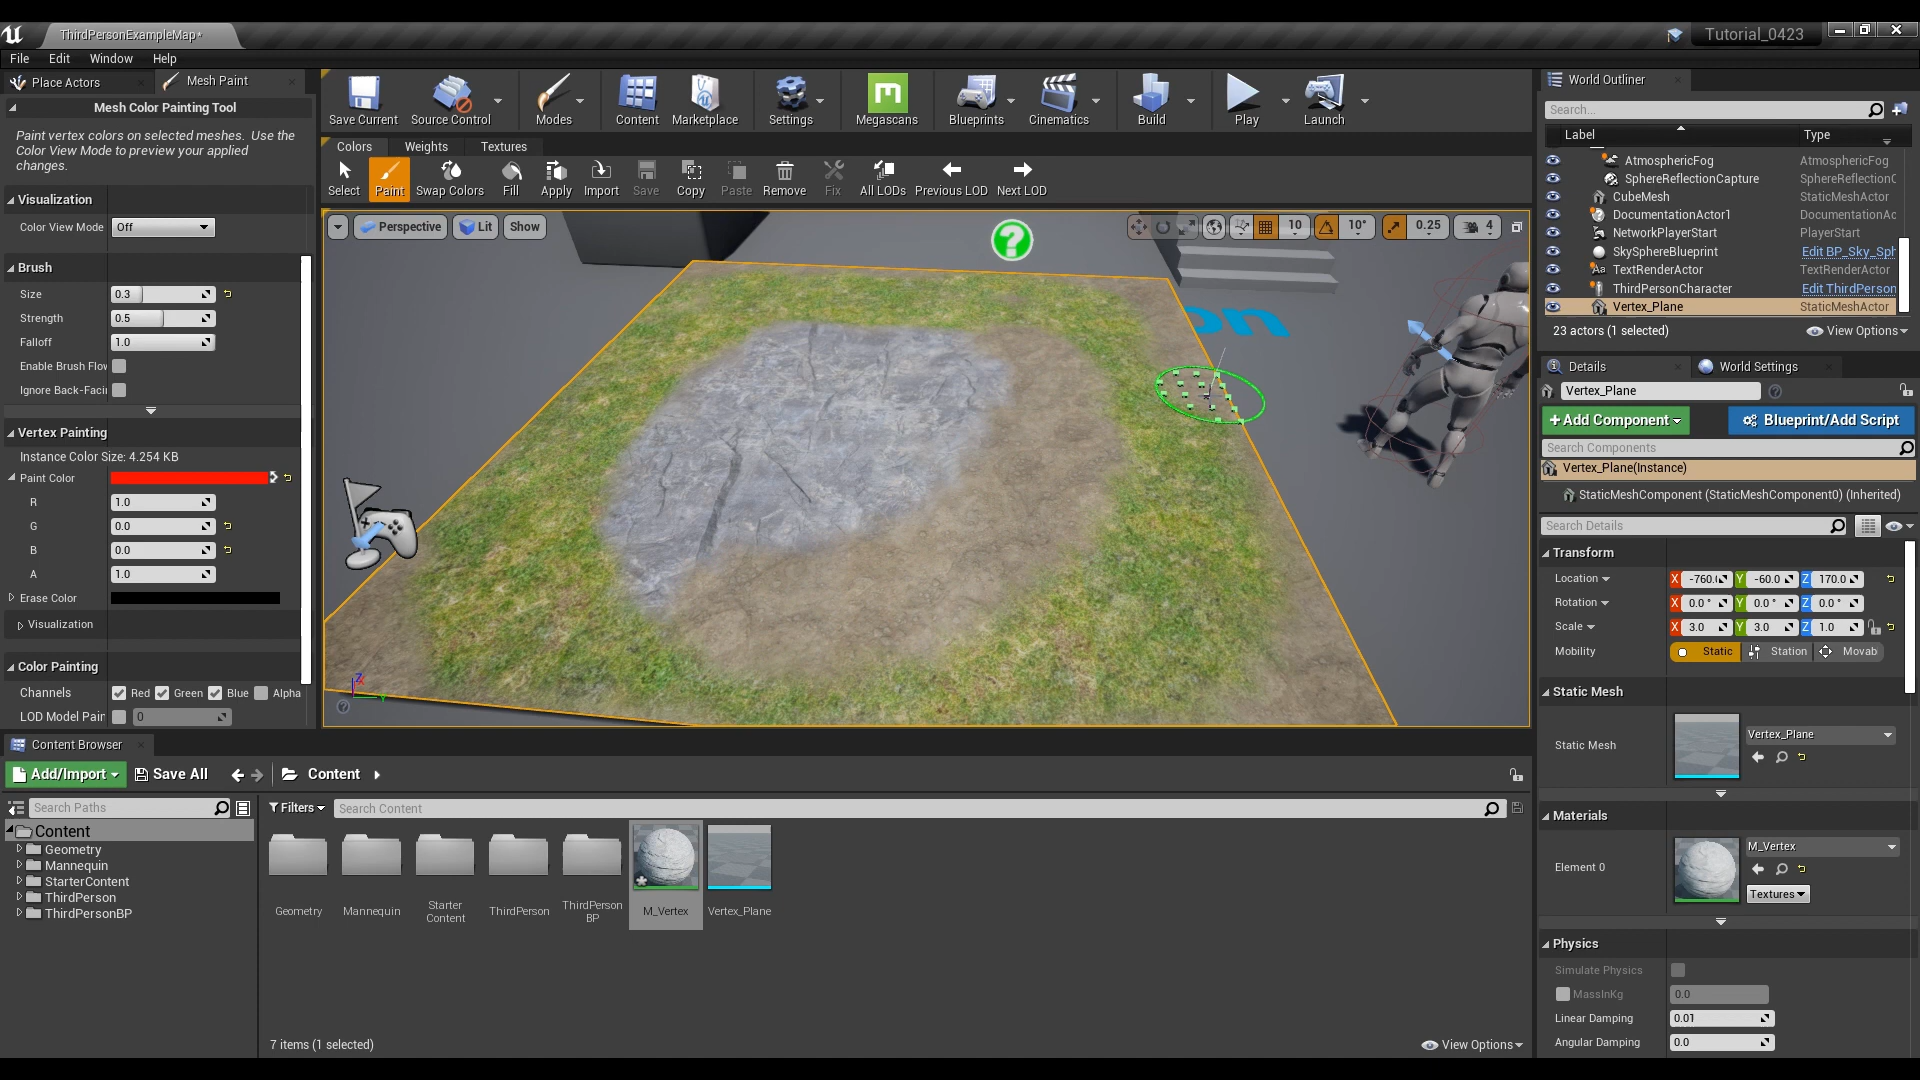 ThirdPersonExampleMap*
Tutorial_0423
File Edit Window Help
Place Actors
Mesh Paint
Mesh Color Painting Tool
Paint vertex colors on selected meshes. Use the
Color View Mode to preview your applied
changes.
Visualization
Color View Mode Off
Brush
Size 0.3
Strength 0.5
Falloff 1.0
Enable Brush Flow
Ignore Back-Facin
Vertex Painting
Instance Color Size: 4.254 KB
Paint Color
R 1.0
G 0.0
B 0.0
A 1.0
Erase Color
Visualization
Color Painting
Channels Red Green Blue Alpha
LOD Model Pain 0
Save Current Source Control Modes Content Marketplace Settings Megascans Blueprints Cinematics Build Play Launch
Colors Weights Textures
Select Paint Swap Colors Fill Apply Import Save Copy Paste Remove Fix All LODs Previous LOD Next LOD
Perspective Lit Show
10 10° 0.25 4
?
on
Z
World Outliner
Search...
Label Type
AtmosphericFog AtmosphericFog
SphereReflectionCapture SphereReflectionC
CubeMesh StaticMeshActor
DocumentationActor1 DocumentationAc
NetworkPlayerStart PlayerStart
SkySphereBlueprint Edit BP_Sky_Sph
TextRenderActor TextRenderActor
ThirdPersonCharacter Edit ThirdPerson
Vertex_Plane StaticMeshActor
23 actors (1 selected) View Options
Details
World Settings
Vertex_Plane
+Add Component Blueprint/Add Script
Search Components
Vertex_Plane(Instance)
StaticMeshComponent (StaticMeshComponent0) (Inherited)
Search Details
Transform
Location X -760.( Y -60.0 Z 170.0
Rotation X 0.0 ° Y 0.0 ° Z 0.0 °
Scale X 3.0 Y 3.0 Z 1.0
Mobility Static Station Movab
Static Mesh
Static Mesh Vertex_Plane
Materials
Element 0 M_Vertex
Textures
Physics
Simulate Physics
MassInKg 0.0
Linear Damping 0.01
Angular Damping 0.0
Content Browser
Add/Import Save All Content
Search Paths
Filters Search Content
Content
Geometry
Mannequin
StarterContent
ThirdPerson
ThirdPersonBP
Geometry
Mannequin
Starter
Content
ThirdPerson
ThirdPerson
BP
M_Vertex
Vertex_Plane
7 items (1 selected)
View Options